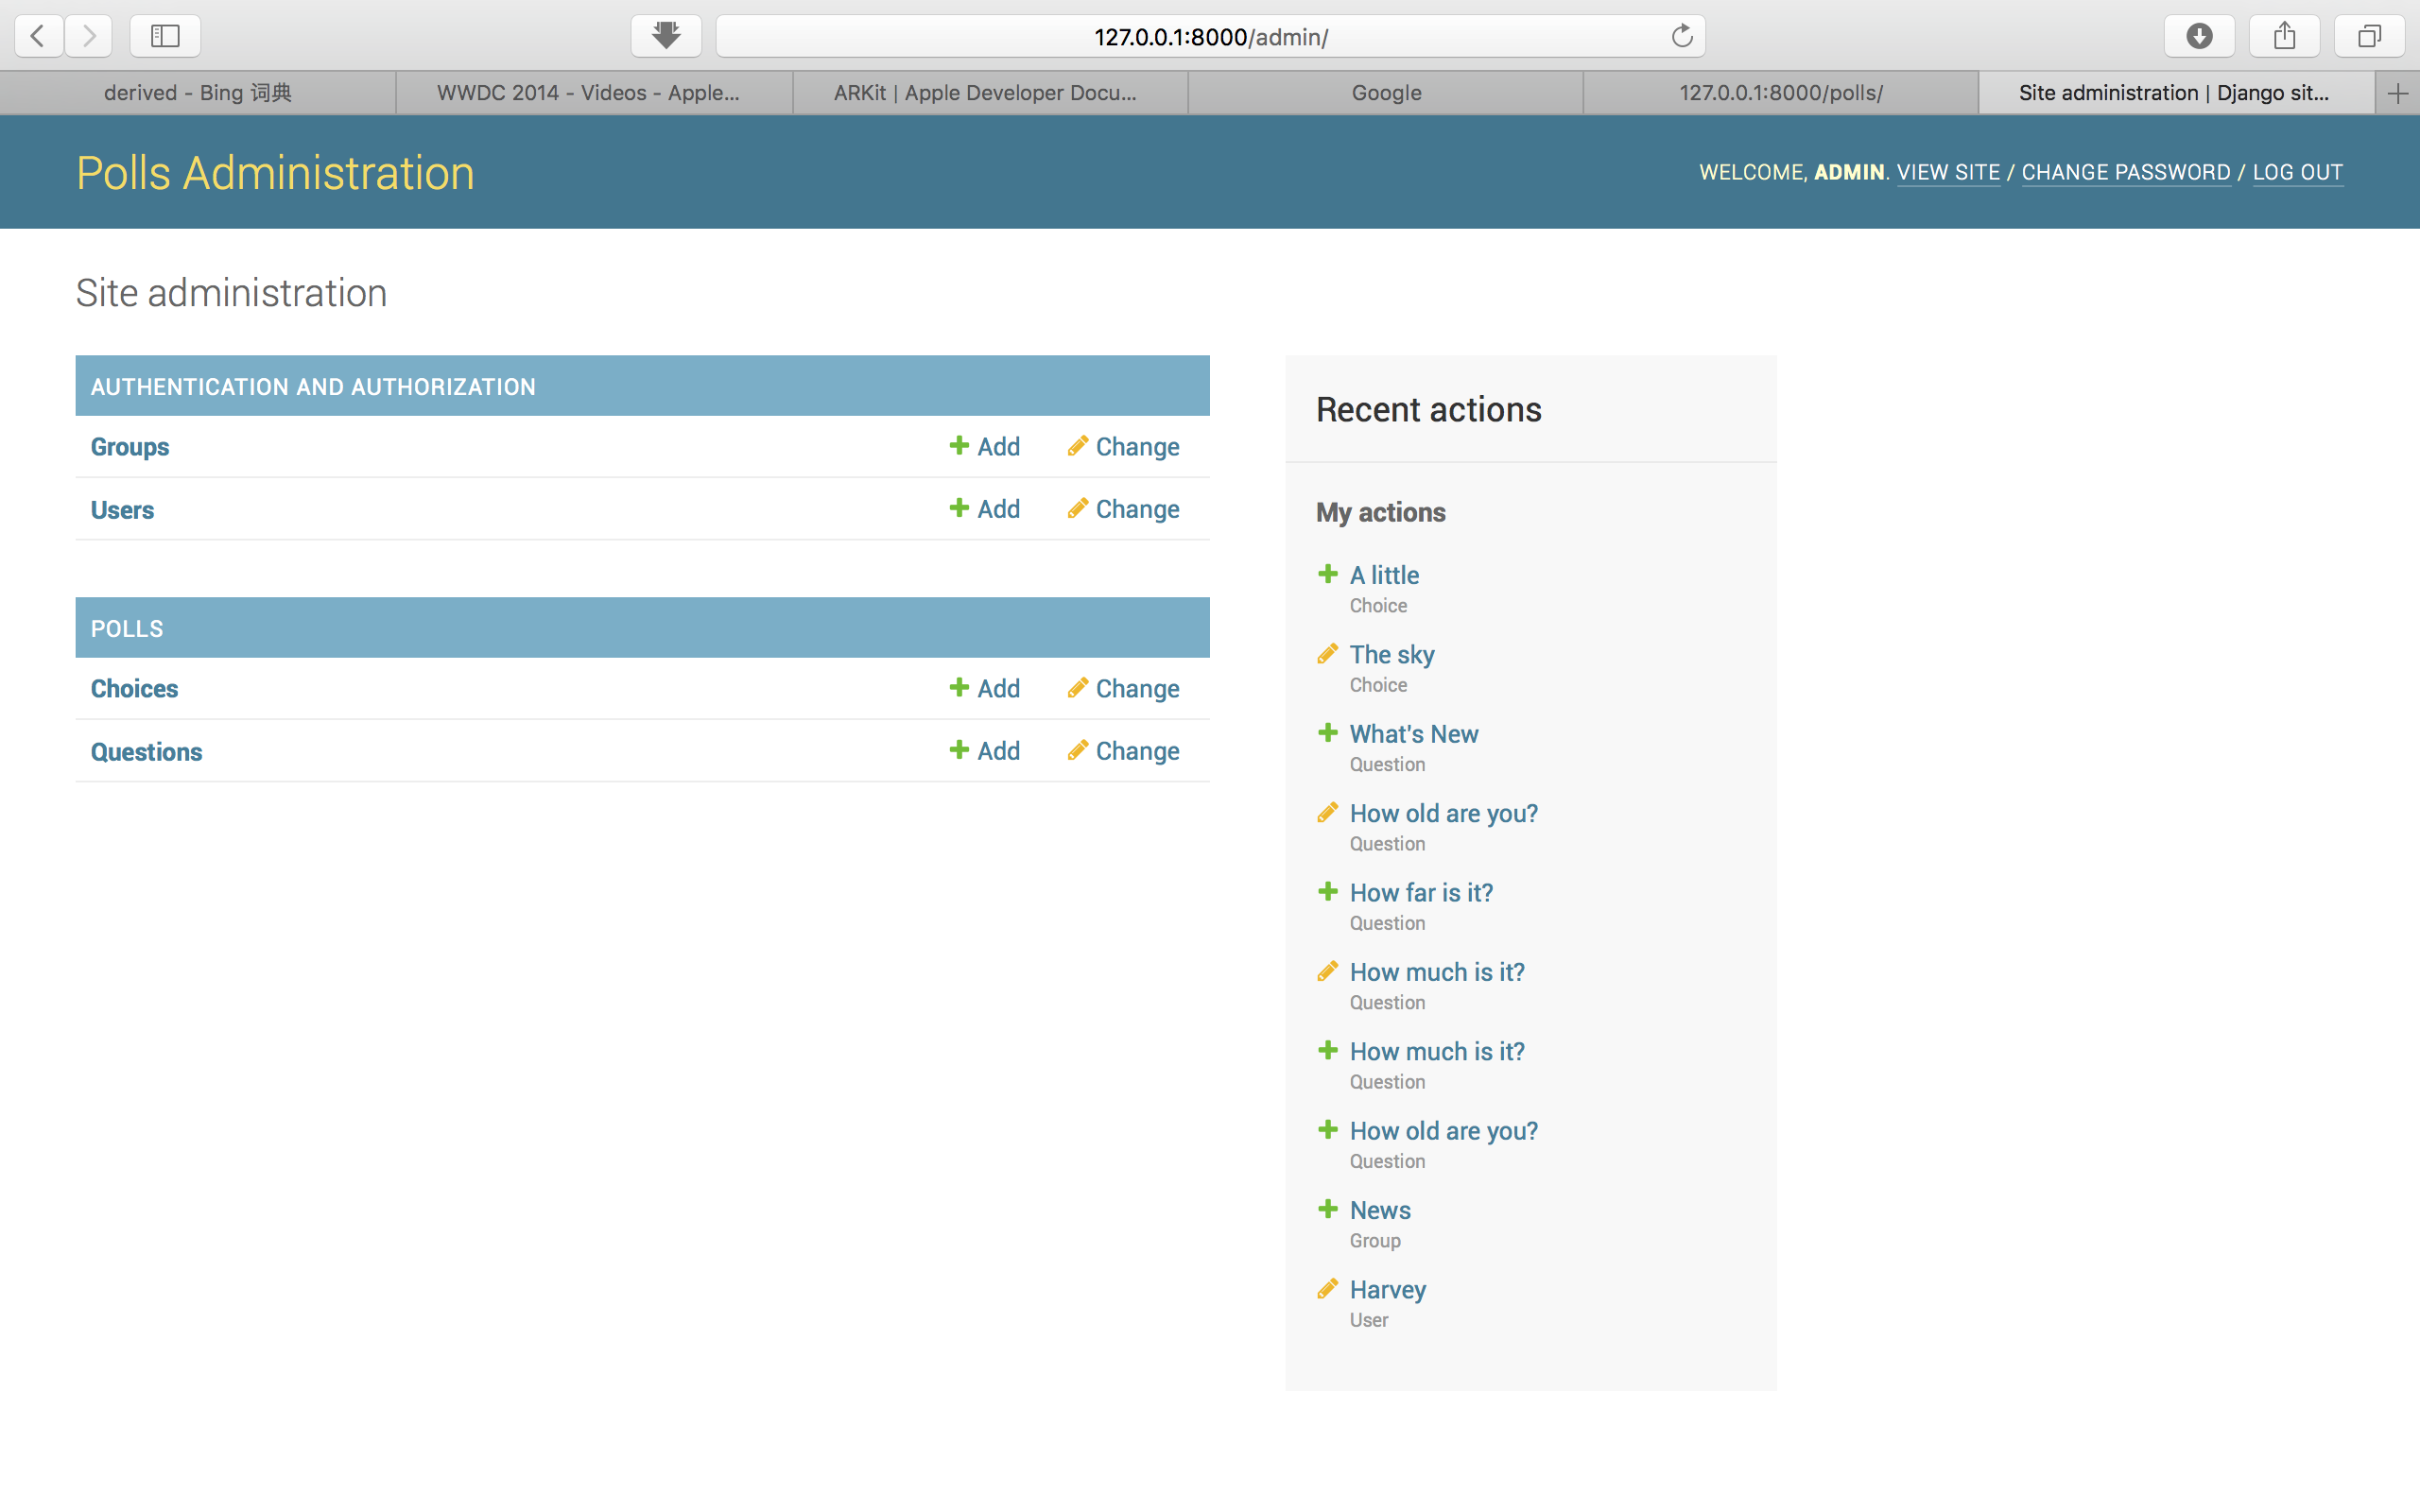 127.0.0.1:8000/admin/
derived - Bing 词典
WWDC 2014 - Videos - Apple...
ARKit | Apple Developer Docu...
Google
127.0.0.1:8000/polls/
Site administration | Django sit...
Polls Administration
WELCOME, ADMIN. VIEW SITE / CHANGE PASSWORD / LOG OUT
Site administration
AUTHENTICATION AND AUTHORIZATION
Groups Add Change
Users Add Change
POLLS
Choices Add Change
Questions Add Change
Recent actions
My actions
A little
Choice
The sky
Choice
What's New
Question
How old are you?
Question
How far is it?
Question
How much is it?
Question
How much is it?
Question
How old are you?
Question
News
Group
Harvey
User